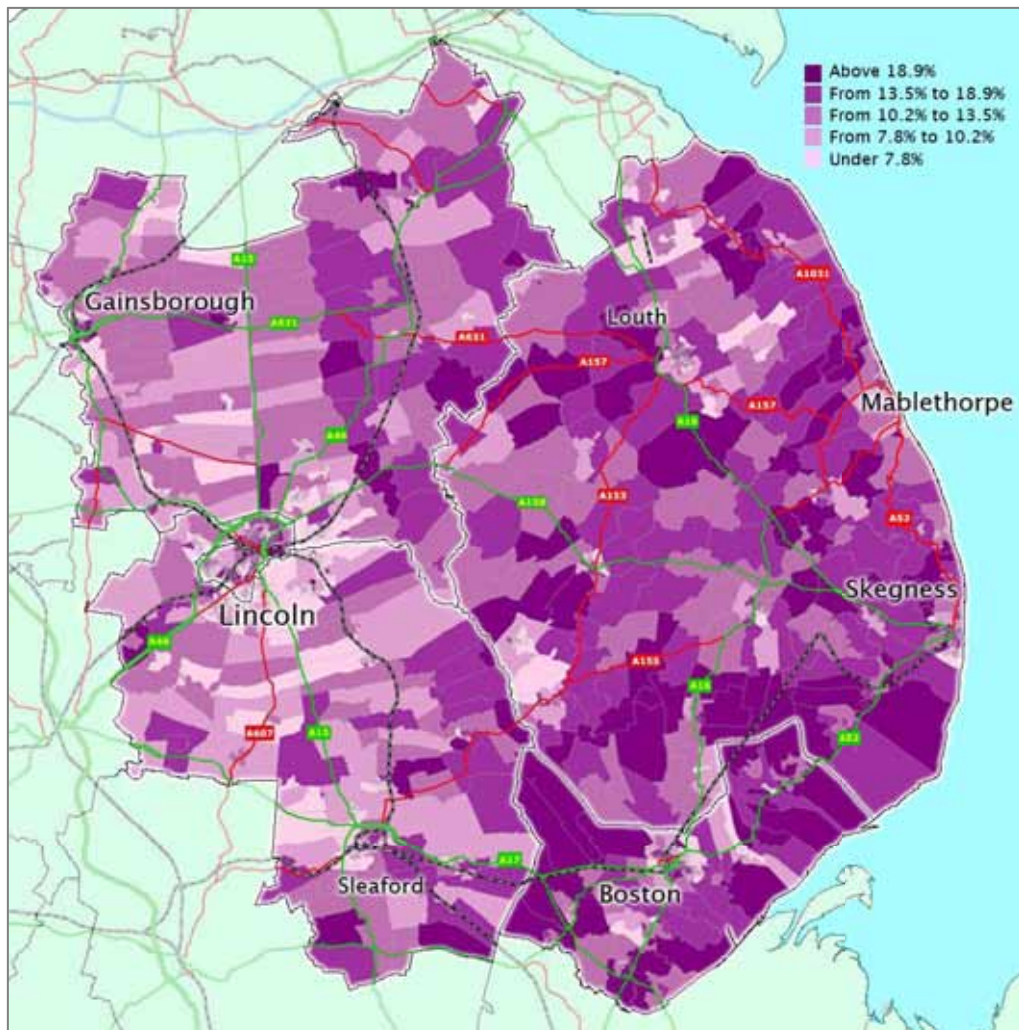 Above 18.9%
From 13.5% to 18.9%
From 10.2% to 13.5%
From 7.8% to 10.2%
Under 7.8%
A15
A1031
Gainsborough
A631
A631
Louth
A157
A157
Mablethorpe
A16
A46
A158
A153
A52
Skegness
Lincoln
A46
A155
A16
A607
A15
A52
A17
Sleaford
Boston